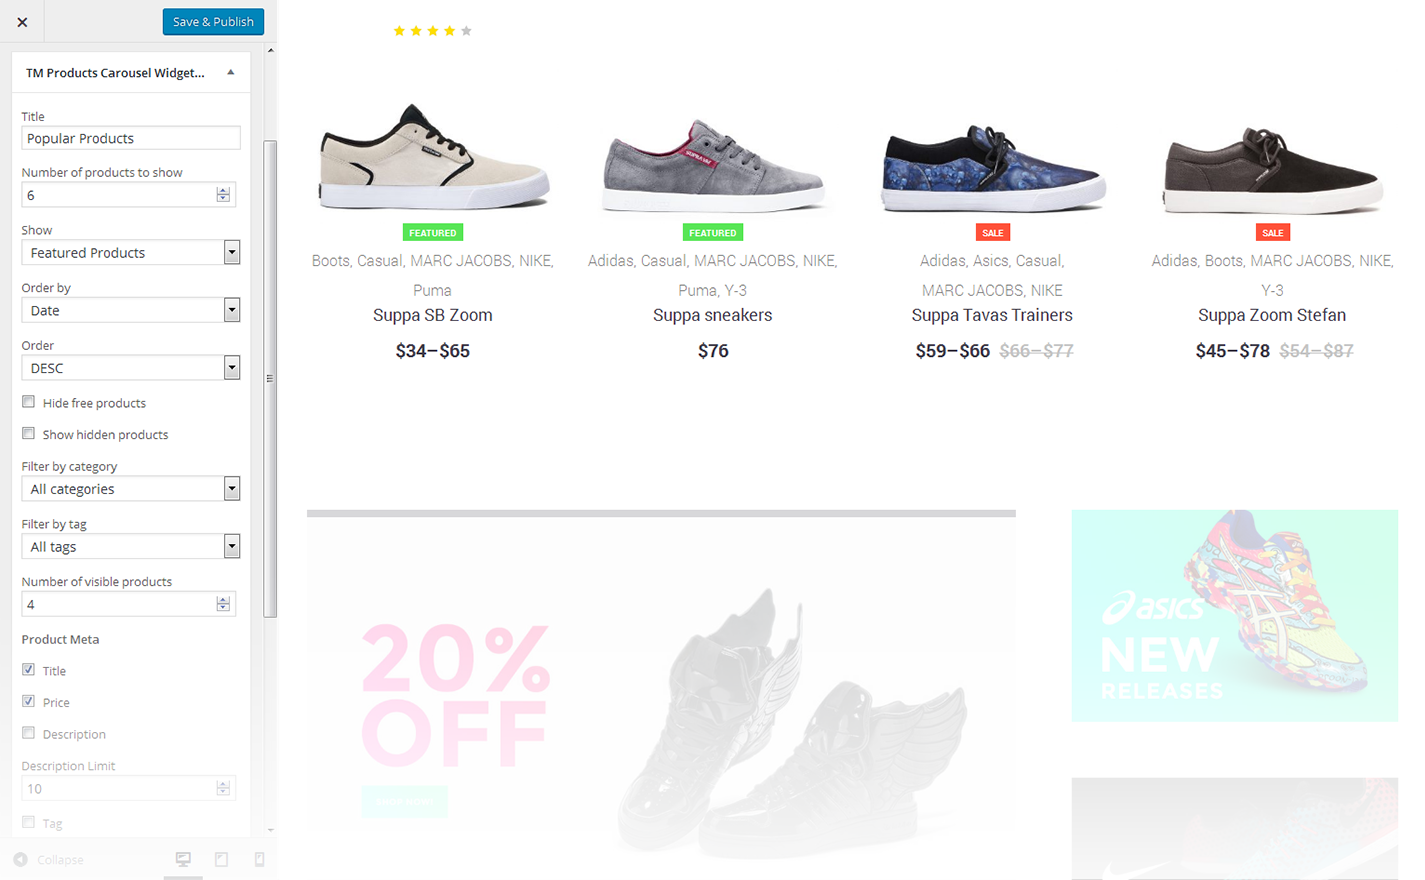 Save & Publish
TM Products Carousel Widget...
Title
Popular Products
Number of products to show
6
Show
Featured Products
Order by
Date
Order
DESC
Hide free products
Show hidden products
Filter by category
All categories
Filter by tag
All tags
Number of visible products
4
Product Meta
Title
Price
Description
Description Limit
10
Tag
Collapse
FEATURED
Boots, Casual, MARC JACOBS, NIKE,
Puma
Suppa SB Zoom
$34–$65
SUPRA
FEATURED
Adidas, Casual, MARC JACOBS, NIKE,
Puma, Y-3
Suppa sneakers
$76
SALE
Adidas, Asics, Casual,
MARC JACOBS, NIKE
Suppa Tavas Trainers
$59–$66 $66–$77
SALE
Adidas, Boots, MARC JACOBS, NIKE,
Y-3
Suppa Zoom Stefan
$45–$78 $54–$87
20%
OFF
asics
NEW
RELEASES